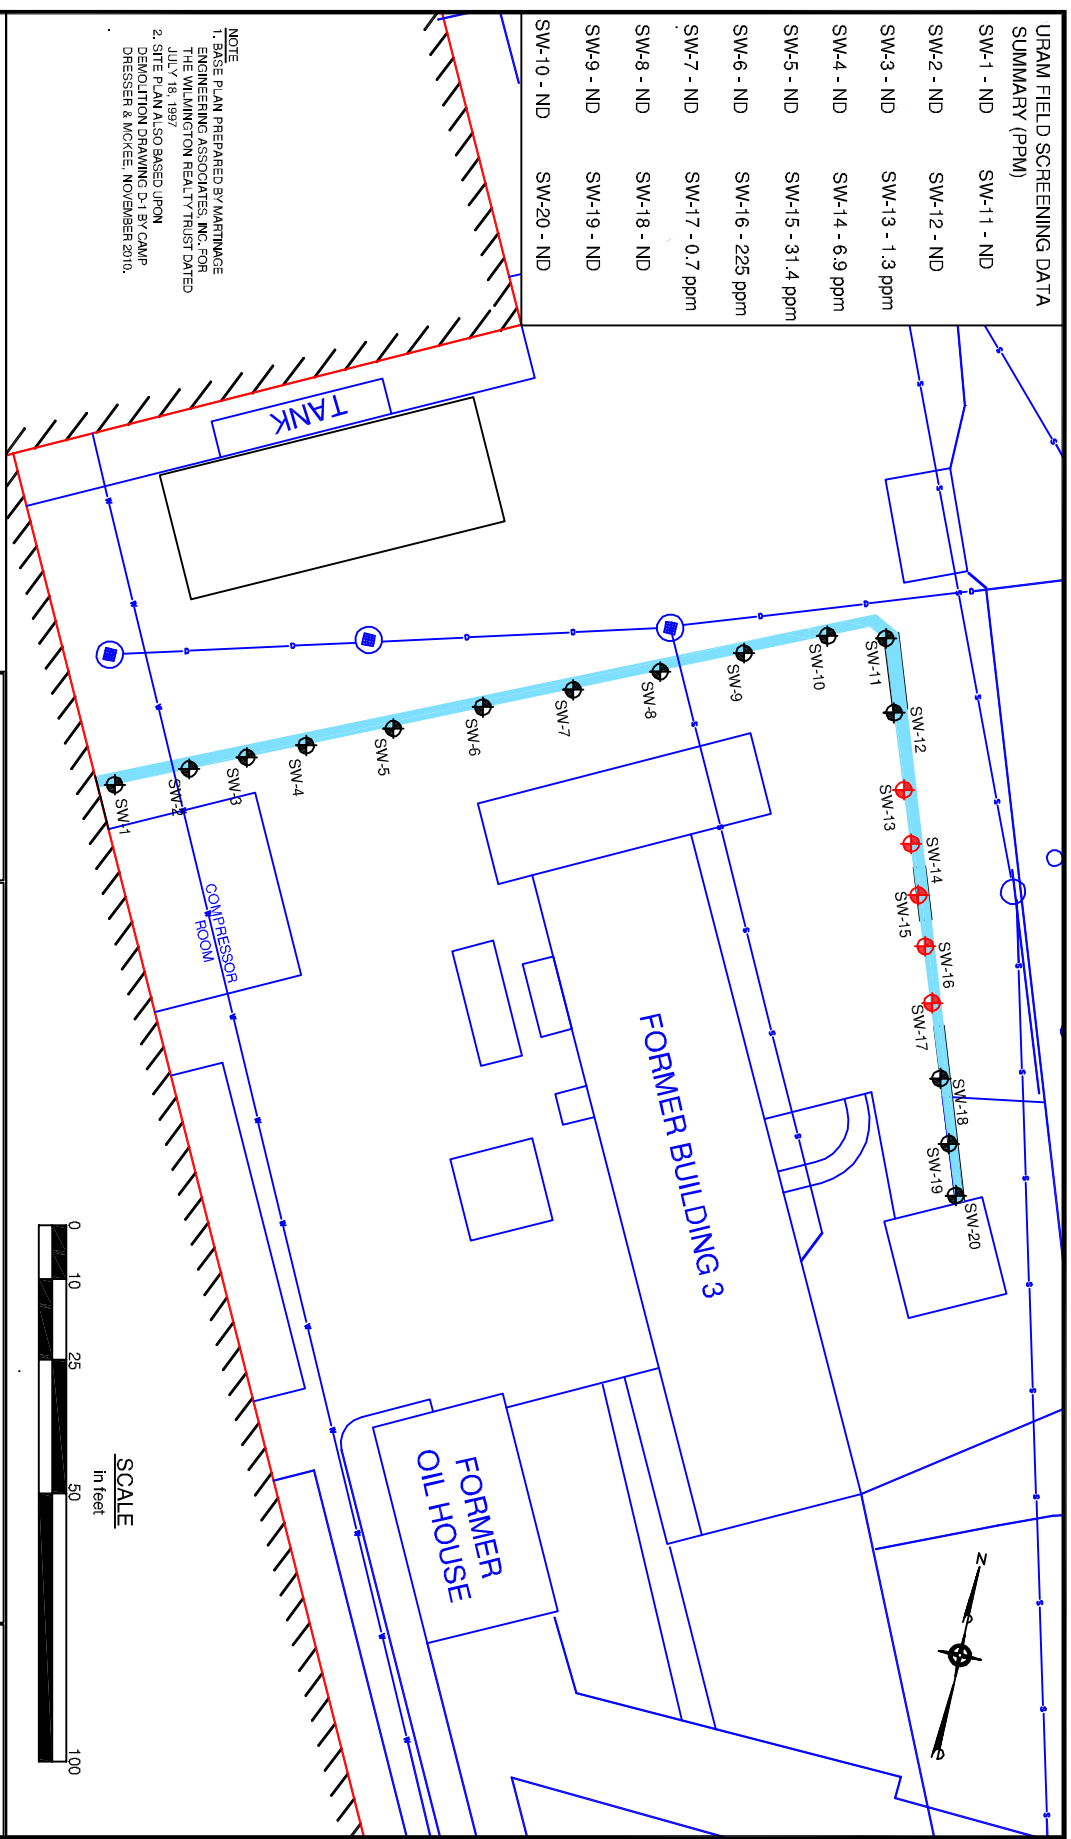 URAM FIELD SCREENING DATA
SUMMARY (PPM)
SW-1 - ND SW-11 - ND
SW-2 - ND SW-12 - ND
SW-3 - ND SW-13 - 1.3 ppm
SW-4 - ND SW-14 - 6.9 ppm
SW-5 - ND SW-15 - 31.4 ppm
SW-6 - ND SW-16 - 225 ppm
SW-7 - ND SW-17 - 0.7 ppm
SW-8 - ND SW-18 - ND
SW-9 - ND SW-19 - ND
SW-10 - ND SW-20 - ND
NOTE
1. BASE PLAN PREPARED BY MARTINAGE
ENGINEERING ASSOCIATES, INC. FOR
THE WILMINGTON REALTY TRUST DATED
JULY 18, 1997
2. SITE PLAN ALSO BASED UPON
DEMOLITION DRAWING D-1 BY CAMP
DRESSER & MCKEE, NOVEMBER 2010.
TANK
SW-1
SW-2
SW-3
SW-4
SW-5
SW-6
SW-7
SW-8
SW-9
SW-10
SW-11
SW-12
SW-13
SW-14
SW-15
SW-16
SW-17
SW-18
SW-19
SW-20
COMPRESSOR
ROOM
FORMER BUILDING 3
FORMER
OIL HOUSE
N
SCALE
in feet
0 10 25 50 100